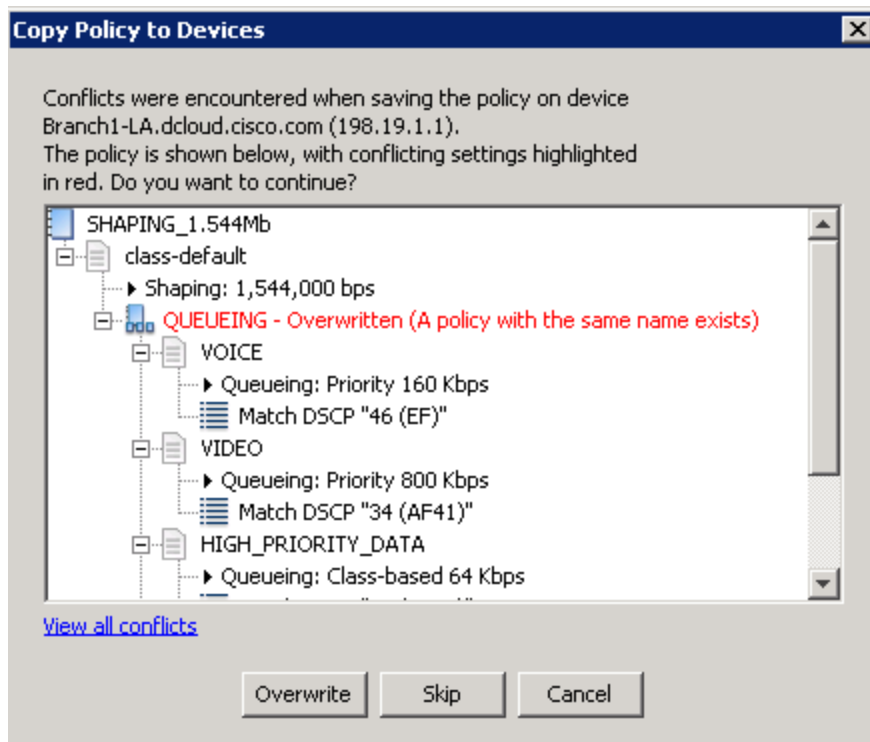 Copy Policy to Devices
Conflicts were encountered when saving the policy on device
Branch1-LA.dcloud.cisco.com (198.19.1.1).
The policy is shown below, with conflicting settings highlighted
in red. Do you want to continue?
SHAPING_1.544Mb
class-default
Shaping: 1,544,000 bps
QUEUEING - Overwritten (A policy with the same name exists)
VOICE
Queueing: Priority 160 Kbps
Match DSCP "46 (EF)"
VIDEO
Queueing: Priority 800 Kbps
Match DSCP "34 (AF41)"
HIGH_PRIORITY_DATA
Queueing: Class-based 64 Kbps
View all conflicts
Overwrite Skip Cancel